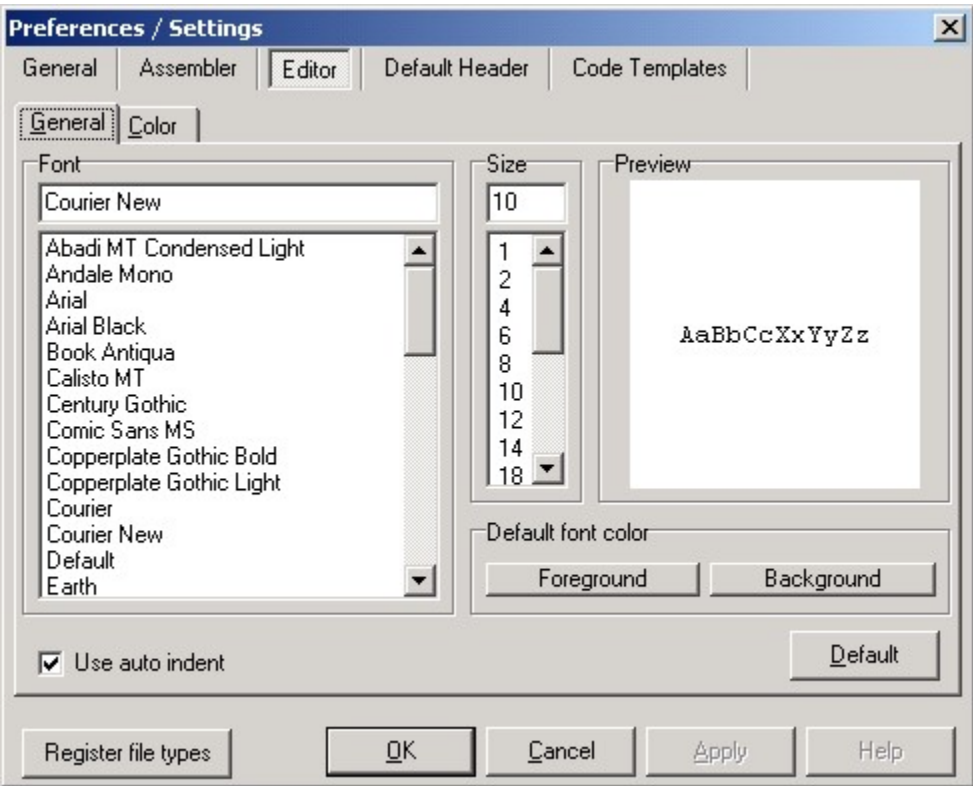 Preferences / Settings
General Assembler Editor Default Header Code Templates
General Color
Font
Courier New
Abadi MT Condensed Light
Andale Mono
Arial
Arial Black
Book Antiqua
Calisto MT
Century Gothic
Comic Sans MS
Copperplate Gothic Bold
Copperplate Gothic Light
Courier
Courier New
Default
Earth
Size
10
1
2
4
6
8
10
12
14
18
Preview
AaBbCcXxYyZz
Default font color
Foreground Background
Use auto indent
Default
Register file types OK Cancel Apply Help